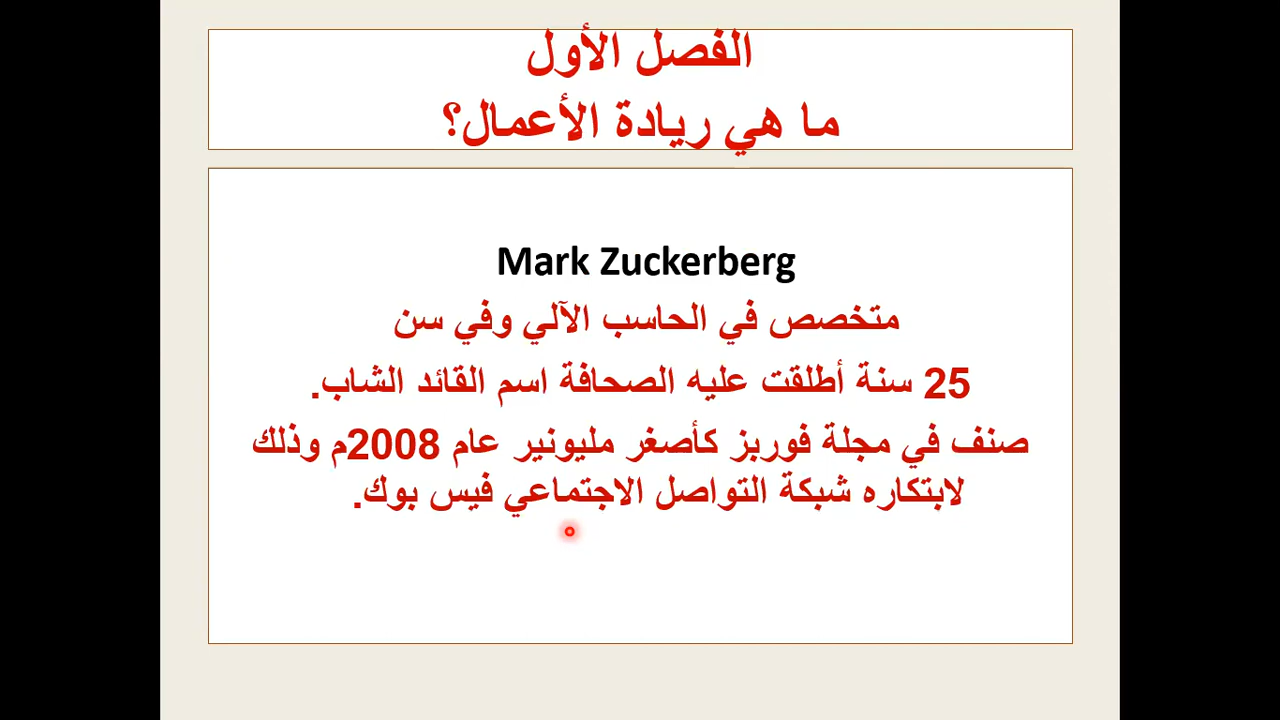 الفصل الأول
ما هي ريادة الأعمال؟
Mark Zuckerberg
متخصص في الحاسب الآلي وفي سن
25 سنة أطلقت عليه الصحافة اسم القائد الشاب.
صنف في مجلة فوربز كأصغر مليونير عام 2008م وذلك
لابتكاره شبكة التواصل الاجتماعي فيس بوك.